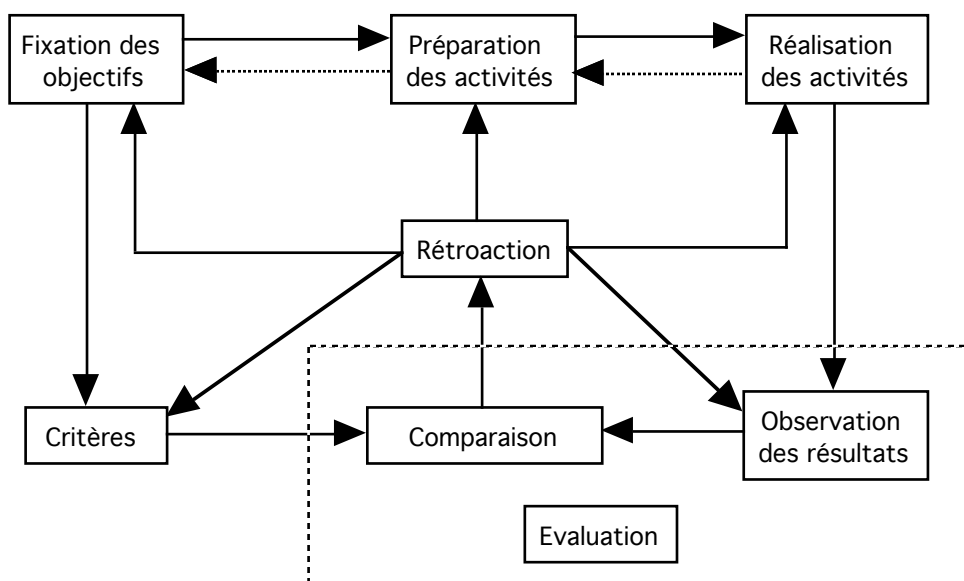 Fixation des
objectifs
Préparation
des activités
Réalisation
des activités
Rétroaction
Critères
Comparaison
Observation
des résultats
Evaluation